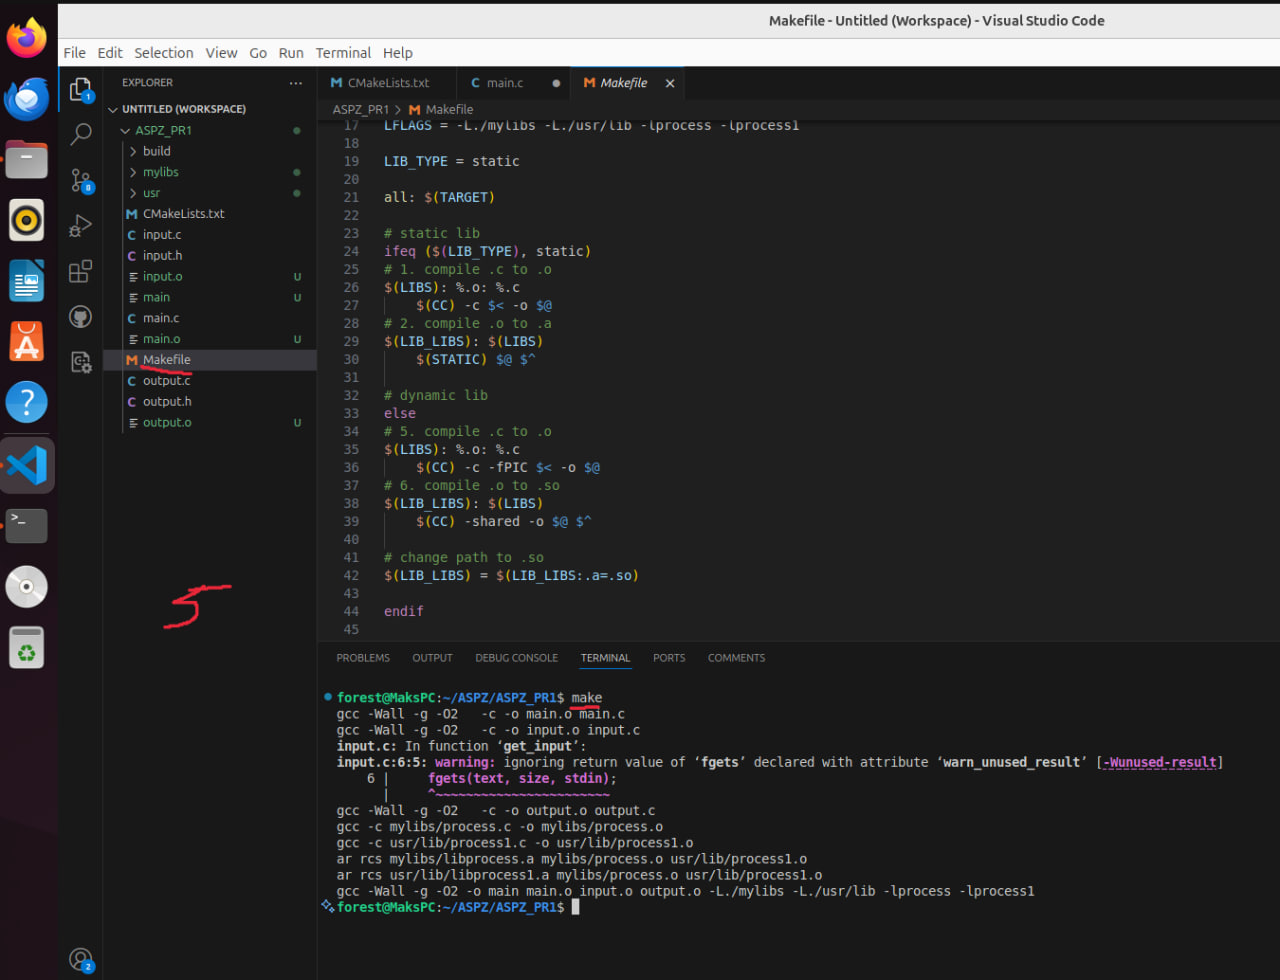 Makefile - Untitled (Workspace) - Visual Studio Code
File Edit Selection View Go Run Terminal Help
EXPLORER ...
UNTITLED (WORKSPACE)
ASPZ_PR1
build
mylibs
usr
CMakeLists.txt
input.c
input.h
input.o U
main U
main.c
main.o U
Makefile
output.c
output.h
output.o U
1
8
2
5
CMakeLists.txt main.c Makefile
ASPZ_PR1 > Makefile
17 LFLAGS = -L./mylibs -L./usr/lib -lprocess -lprocess1
18
19 LIB_TYPE = static
20
21 all: $(TARGET)
22
23 # static lib
24 ifeq ($(LIB_TYPE), static)
25 # 1. compile .c to .o
26 $(LIBS): %.o: %.c
27 $(CC) -c $< -o $@
28 # 2. compile .o to .a
29 $(LIB_LIBS): $(LIBS)
30 $(STATIC) $@ $^
31
32 # dynamic lib
33 else
34 # 5. compile .c to .o
35 $(LIBS): %.o: %.c
36 $(CC) -c -fPIC $< -o $@
37 # 6. compile .o to .so
38 $(LIB_LIBS): $(LIBS)
39 $(CC) -shared -o $@ $^
40
41 # change path to .so
42 $(LIB_LIBS) = $(LIB_LIBS:.a=.so)
43
44 endif
45
PROBLEMS OUTPUT DEBUG CONSOLE TERMINAL PORTS COMMENTS
forest@MaksPC:~/ASPZ/ASPZ_PR1$ make
gcc -Wall -g -O2 -c -o main.o main.c
gcc -Wall -g -O2 -c -o input.o input.c
input.c: In function ‘get_input’:
input.c:6:5: warning: ignoring return value of ‘fgets’ declared with attribute ‘warn_unused_result’ [-Wunused-result]
6 | fgets(text, size, stdin);
| ^~~~~~~~~~~~~~~~~~~~~~~~
gcc -Wall -g -O2 -c -o output.o output.c
gcc -c mylibs/process.c -o mylibs/process.o
gcc -c usr/lib/process1.c -o usr/lib/process1.o
ar rcs mylibs/libprocess.a mylibs/process.o usr/lib/process1.o
ar rcs usr/lib/libprocess1.a mylibs/process.o usr/lib/process1.o
gcc -Wall -g -O2 -o main main.o input.o output.o -L./mylibs -L./usr/lib -lprocess -lprocess1
forest@MaksPC:~/ASPZ/ASPZ_PR1$